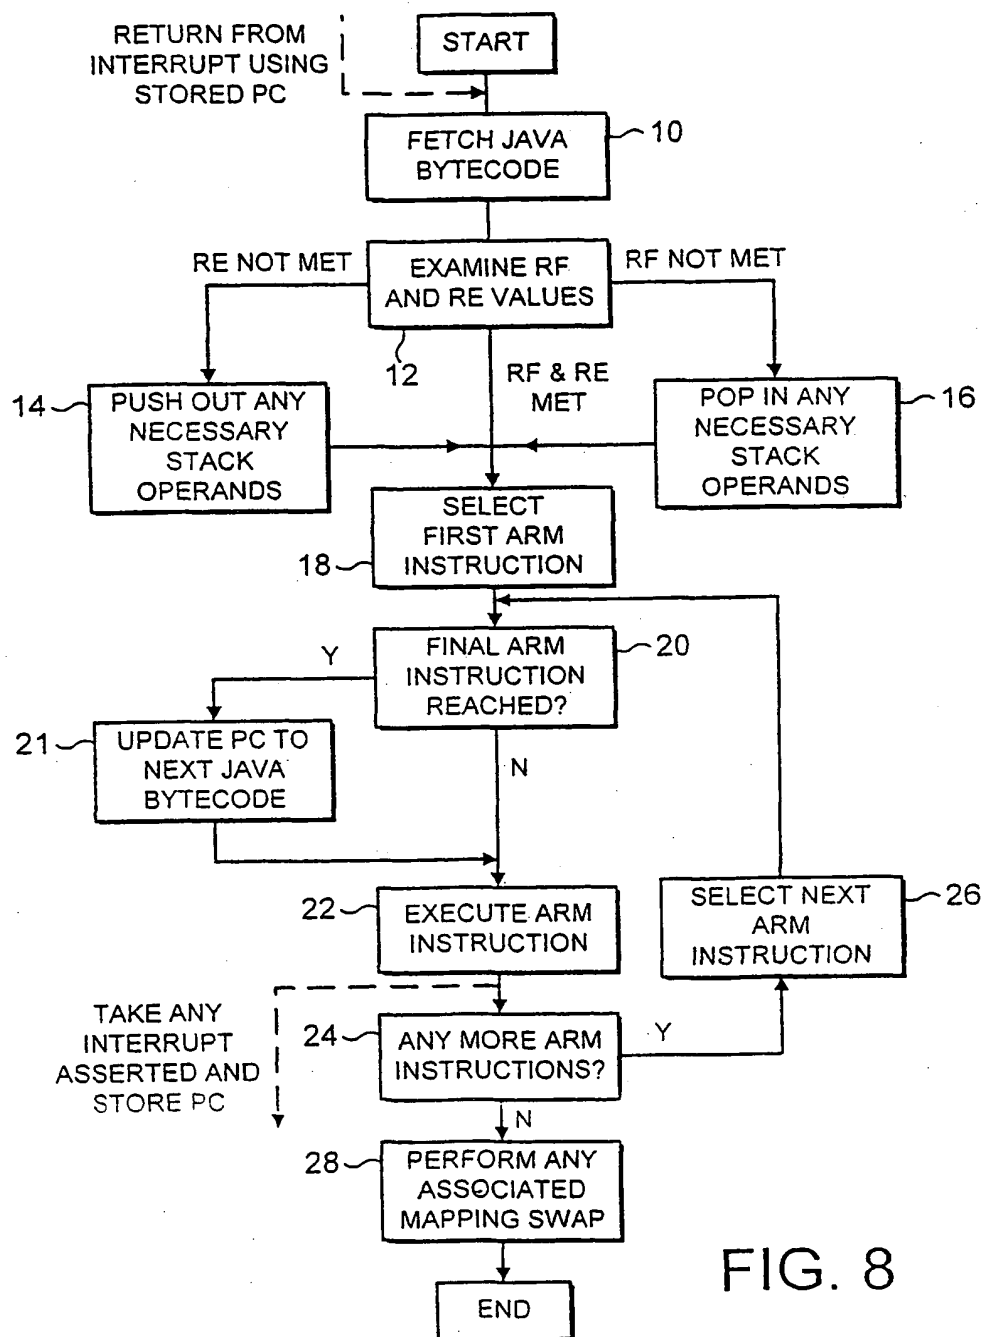 RETURN FROM
INTERRUPT USING
STORED PC
START
FETCH JAVA
BYTECODE
10
RE NOT MET
EXAMINE RF
AND RE VALUES
RF NOT MET
12
RF & RE
MET
14
PUSH OUT ANY
NECESSARY
STACK
OPERANDS
POP IN ANY
NECESSARY
STACK
OPERANDS
16
SELECT
FIRST ARM
INSTRUCTION
18
FINAL ARM
INSTRUCTION
REACHED?
20
Y
N
21
UPDATE PC TO
NEXT JAVA
BYTECODE
22
EXECUTE ARM
INSTRUCTION
SELECT NEXT
ARM
INSTRUCTION
26
TAKE ANY
INTERRUPT
ASSERTED AND
STORE PC
24
ANY MORE ARM
INSTRUCTIONS?
Y
N
28
PERFORM ANY
ASSOCIATED
MAPPING SWAP
END
FIG. 8